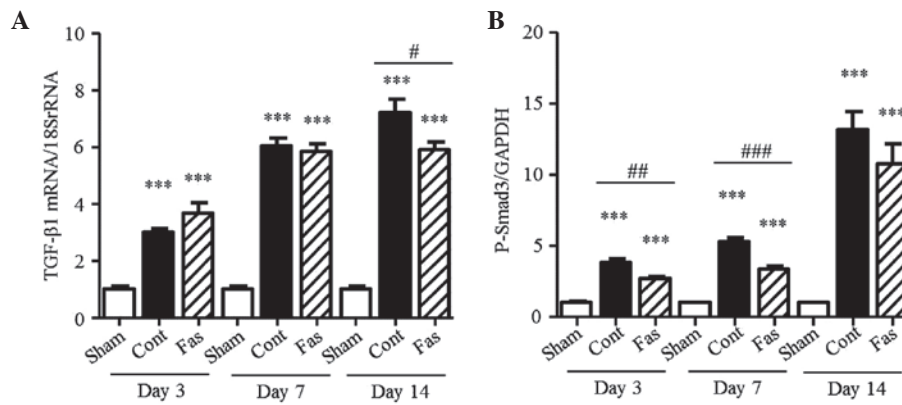 A
TGF-β1 mRNA/18SrRNA
10
8
6
4
2
0
***
***
***
***
#
***
***
Sham
Cont
Fas
Sham
Cont
Fas
Sham
Cont
Fas
Day 3
Day 7
Day 14
B
P-Smad3/GAPDH
20
15
10
5
0
##
***
***
###
***
***
***
***
Sham
Cont
Fas
Sham
Cont
Fas
Sham
Cont
Fas
Day 3
Day 7
Day 14